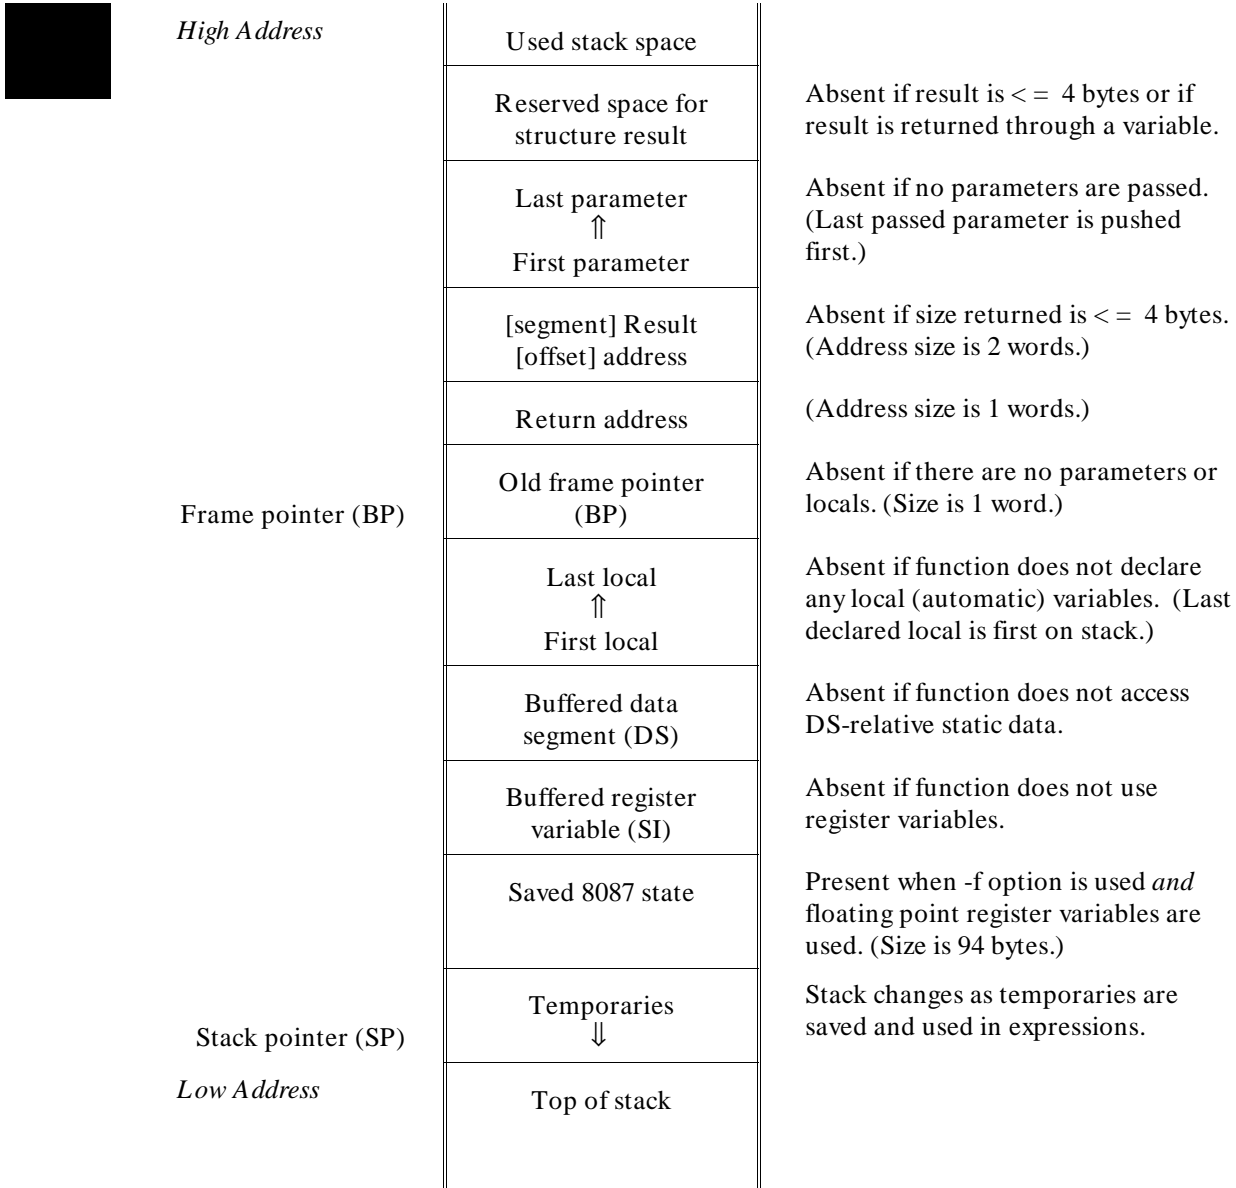 High Address
Used stack space
Reserved space for
structure result
Absent if result is < = 4 bytes or if
result is returned through a variable.
Last parameter
⇑
First parameter
Absent if no parameters are passed.
(Last passed parameter is pushed
first.)
[segment] Result
[offset] address
Absent if size returned is < = 4 bytes.
(Address size is 2 words.)
Return address
(Address size is 1 words.)
Frame pointer (BP)
Old frame pointer
(BP)
Absent if there are no parameters or
locals. (Size is 1 word.)
Last local
⇑
First local
Absent if function does not declare
any local (automatic) variables. (Last
declared local is first on stack.)
Buffered data
segment (DS)
Absent if function does not access
DS-relative static data.
Buffered register
variable (SI)
Absent if function does not use
register variables.
Saved 8087 state
Present when -f option is used and
floating point register variables are
used. (Size is 94 bytes.)
Stack pointer (SP)
Temporaries
⇓
Stack changes as temporaries are
saved and used in expressions.
Low Address
Top of stack